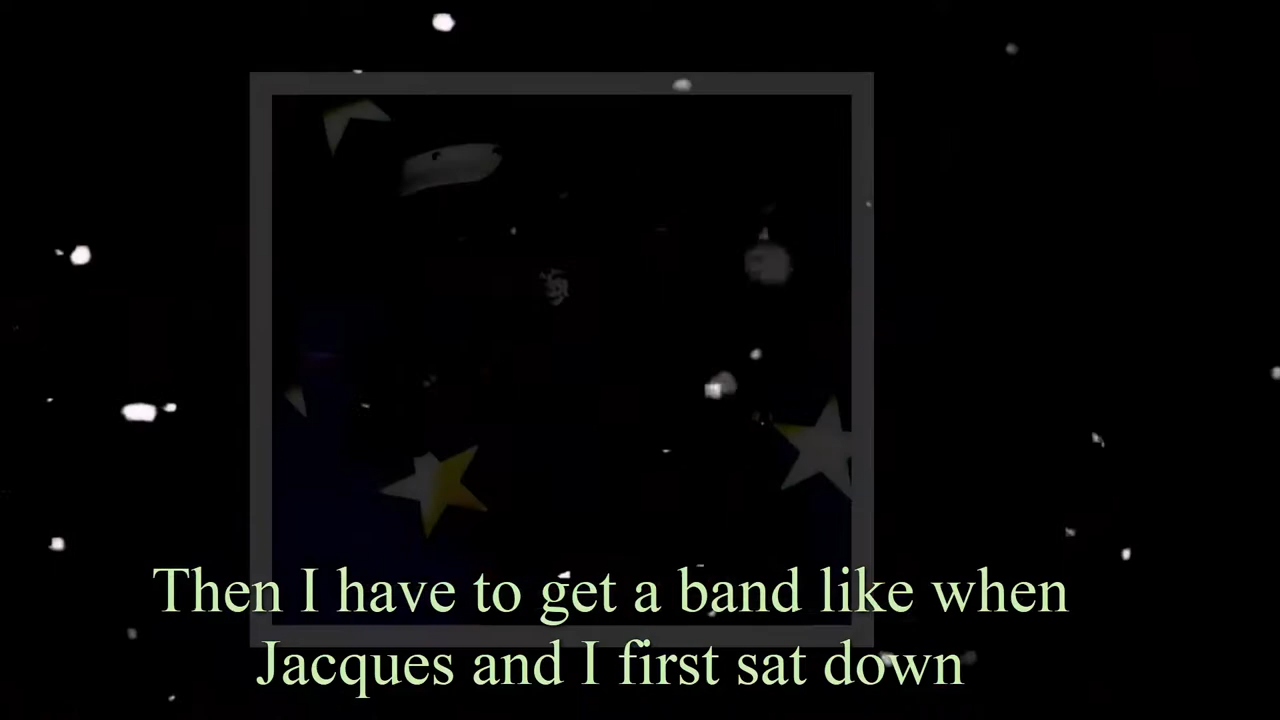 Then I have to get a band like when
Jacques and I first sat down